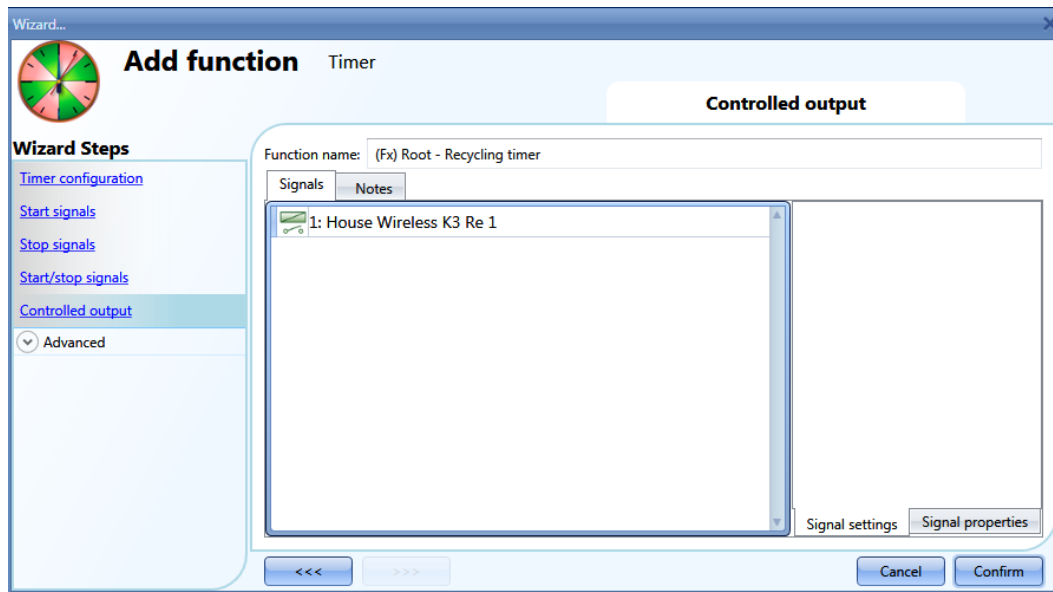 Wizard...
Add function Timer
Controlled output
Wizard Steps
Timer configuration
Start signals
Stop signals
Start/stop signals
Controlled output
Advanced
Function name: (Fx) Root - Recycling timer
Signals Notes
1: House Wireless K3 Re 1
Signal settings Signal properties
<<< >>> Cancel Confirm